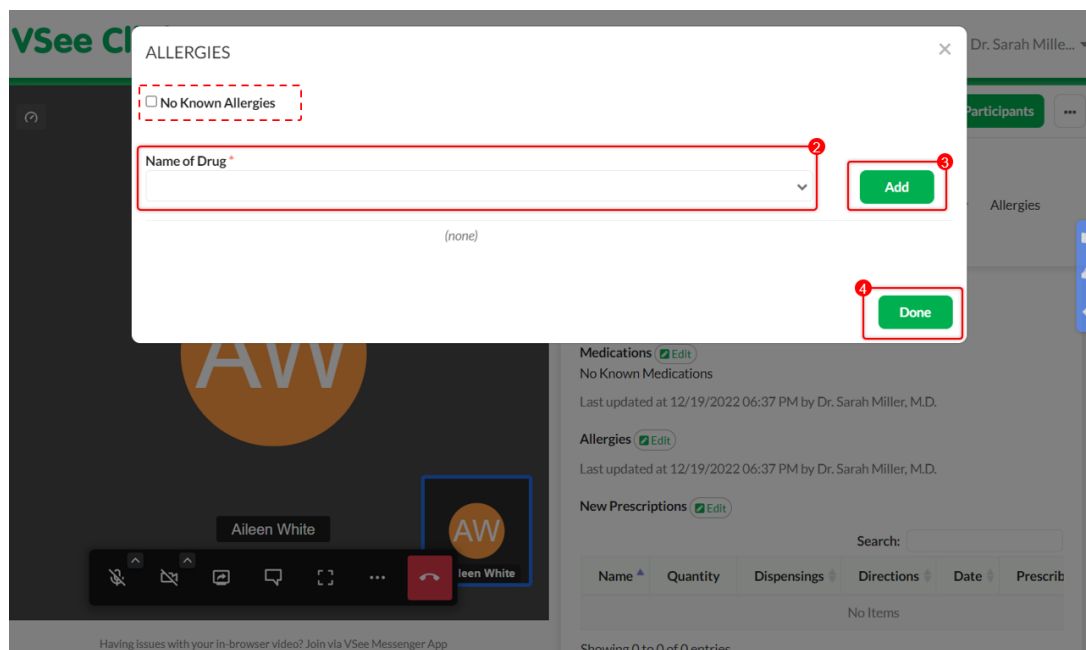 VSee Cl
Dr. Sarah Mille...
ALLERGIES
No Known Allergies
2
Name of Drug *
3
Add
(none)
4
Done
Participants
Allergies
AW
Aileen White
AW
leen White
Medications Edit
No Known Medications
Last updated at 12/19/2022 06:37 PM by Dr. Sarah Miller, M.D.
Allergies Edit
Last updated at 12/19/2022 06:37 PM by Dr. Sarah Miller, M.D.
New Prescriptions Edit
Search:
Name Quantity Dispensings Directions Date Prescrib
No Items
Showing 0 to 0 of 0 entries
Having issues with your in-browser video? Join via VSee Messenger App